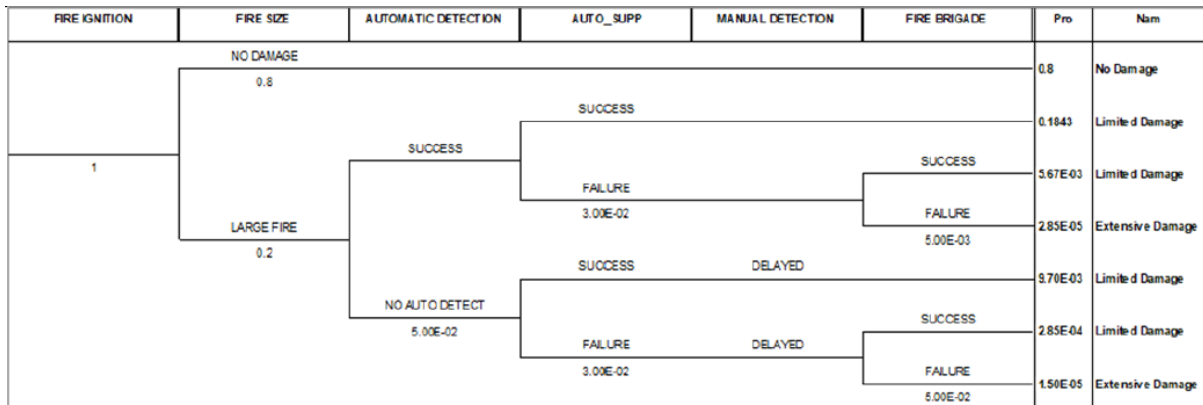 FIRE IGNITION FIRE SIZE AUTOMATIC DETECTION AUTO_SUPP MANUAL DETECTION FIRE BRIGADE Pro Nam
NO DAMAGE
0.8
0.8 No Damage
SUCCESS
0.1843 Limited Damage
SUCCESS
1
SUCCESS
5.67E-03 Limited Damage
FAILURE
3.00E-02
FAILURE
5.00E-03
2.85E-05 Extensive Damage
LARGE FIRE
0.2
SUCCESS DELAYED
9.70E-03 Limited Damage
NO AUTO DETECT
5.00E-02
SUCCESS
2.85E-04 Limited Damage
FAILURE DELAYED
3.00E-02
FAILURE
5.00E-02
1.50E-05 Extensive Damage